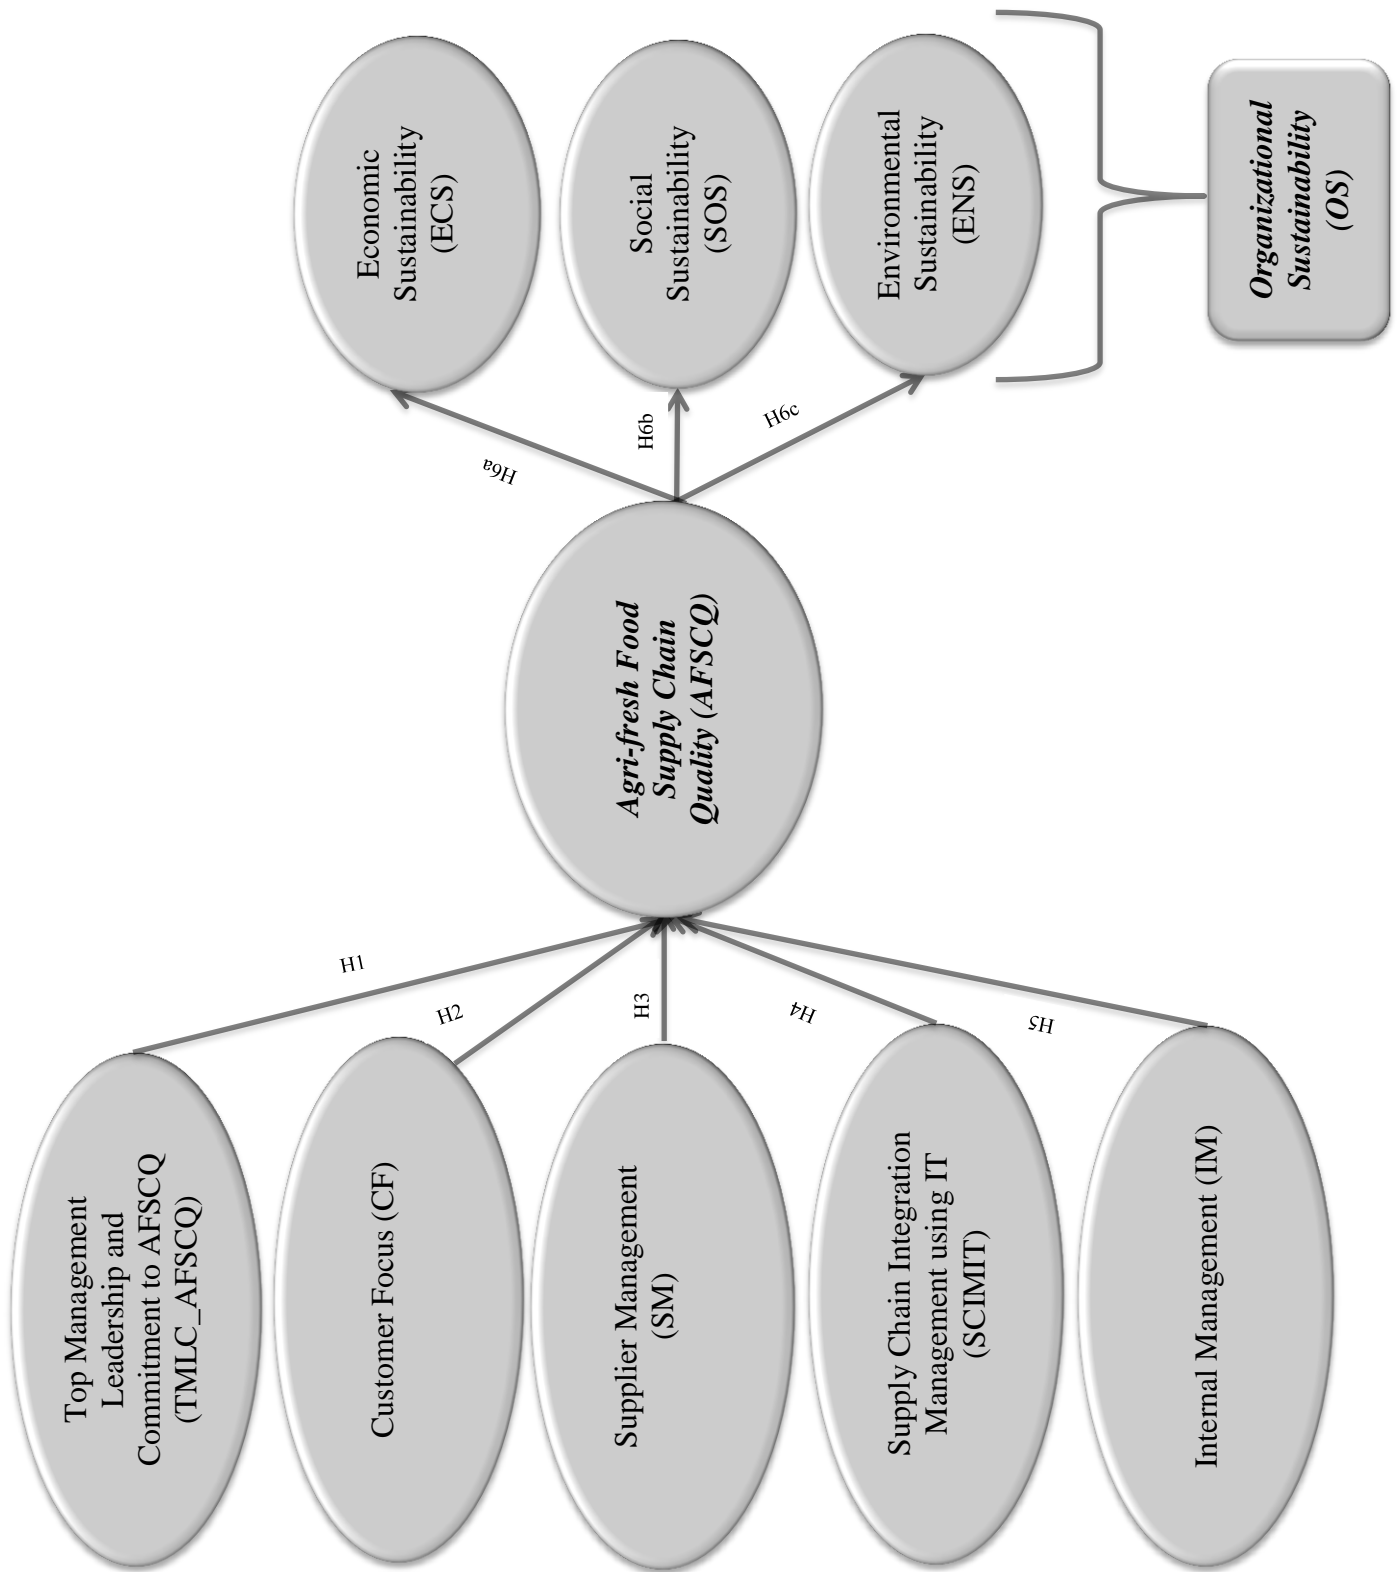 Top Management
Leadership and
Commitment to AFSCQ
(TMLC_AFSCQ)
Customer Focus (CF)
Supplier Management
(SM)
Supply Chain Integration
Management using IT
(SCIMIT)
Internal Management (IM)
H1
H2
H3
H4
H5
Agri-fresh Food
Supply Chain
Quality (AFSCQ)
H6a
H6b
H6c
Economic
Sustainability
(ECS)
Social
Sustainability
(SOS)
Environmental
Sustainability
(ENS)
Organizational
Sustainability
(OS)